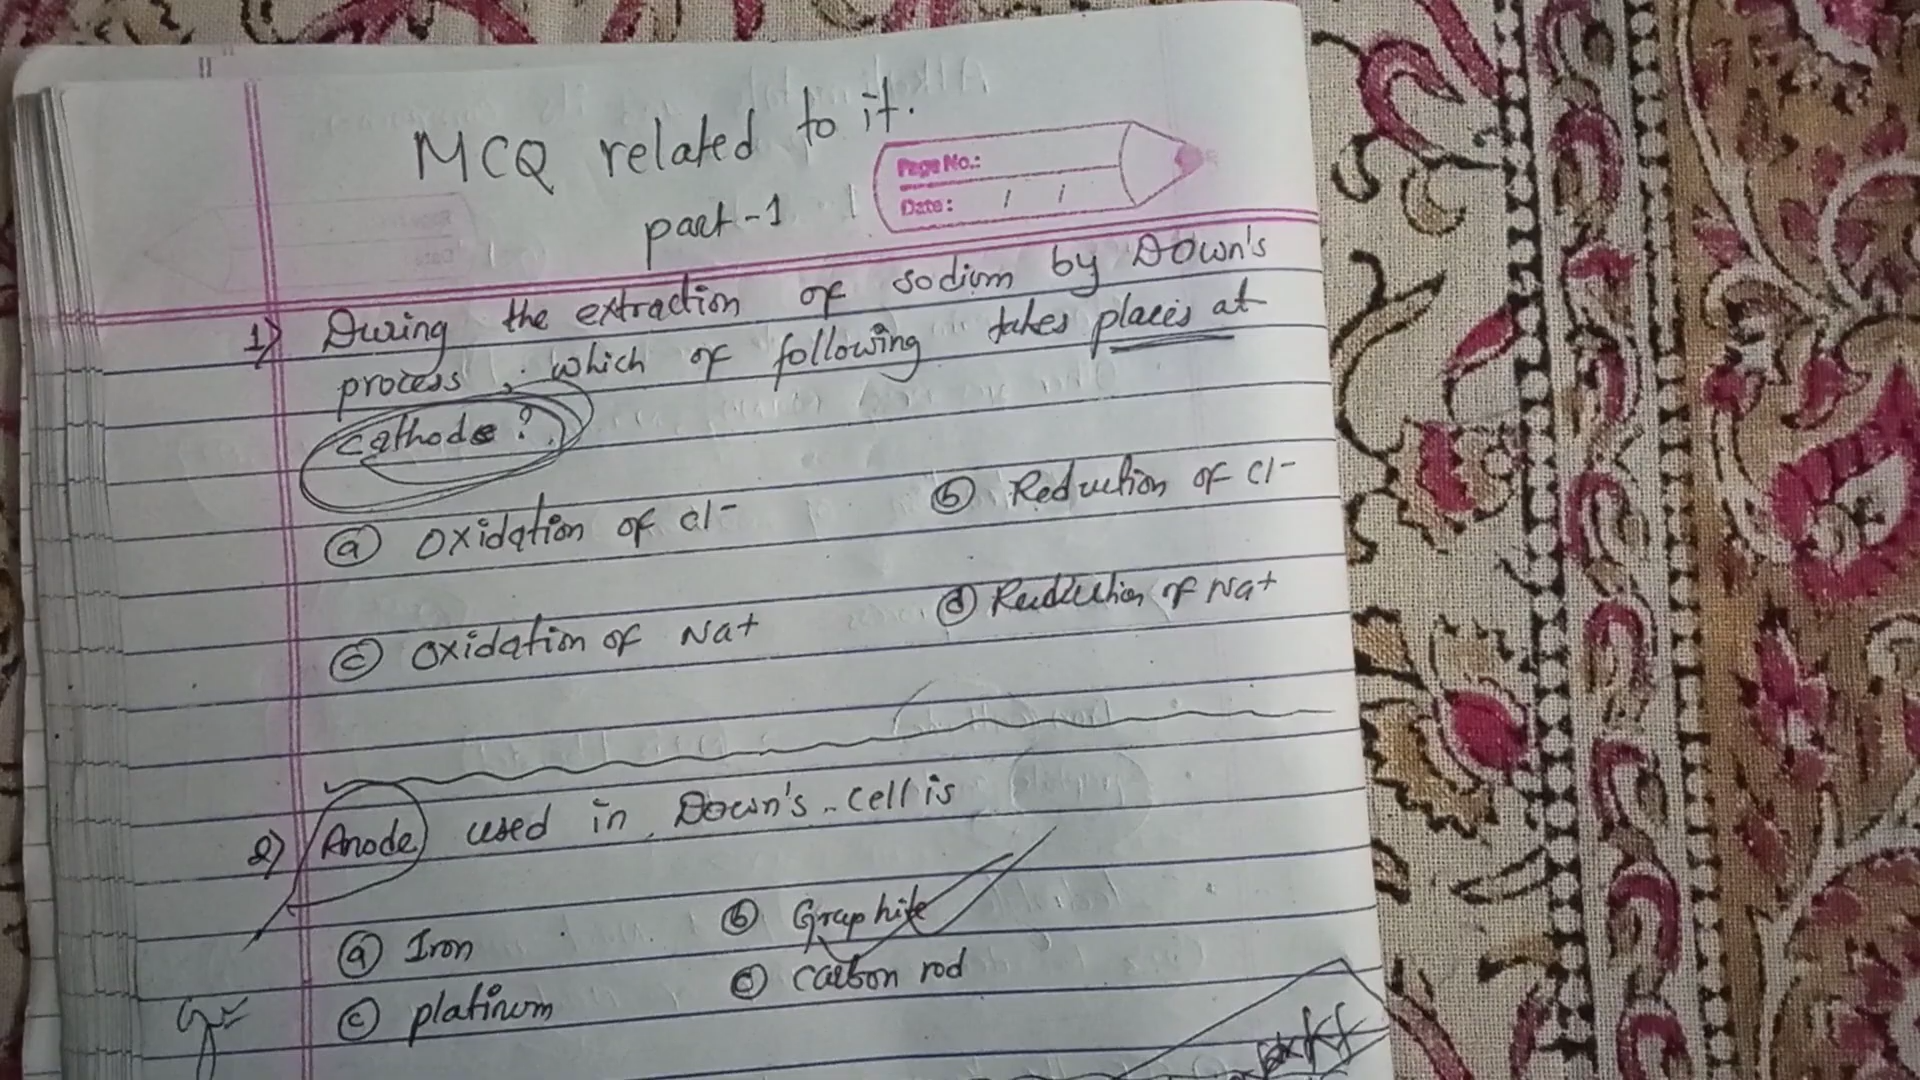 MCQ related to it.
part-1
Page No.:
Date: / /
1) During the extraction of sodium by Down's
process, which of following takes places at
cathode?
(a) Oxidation of Cl-
(b) Reduction of Cl-
(c) Oxidation of Na+
(d) Reduction of Na+
2) Anode used in Down's cell is
(a) Iron
(b) Graphite
(c) platinum
(d) carbon rod